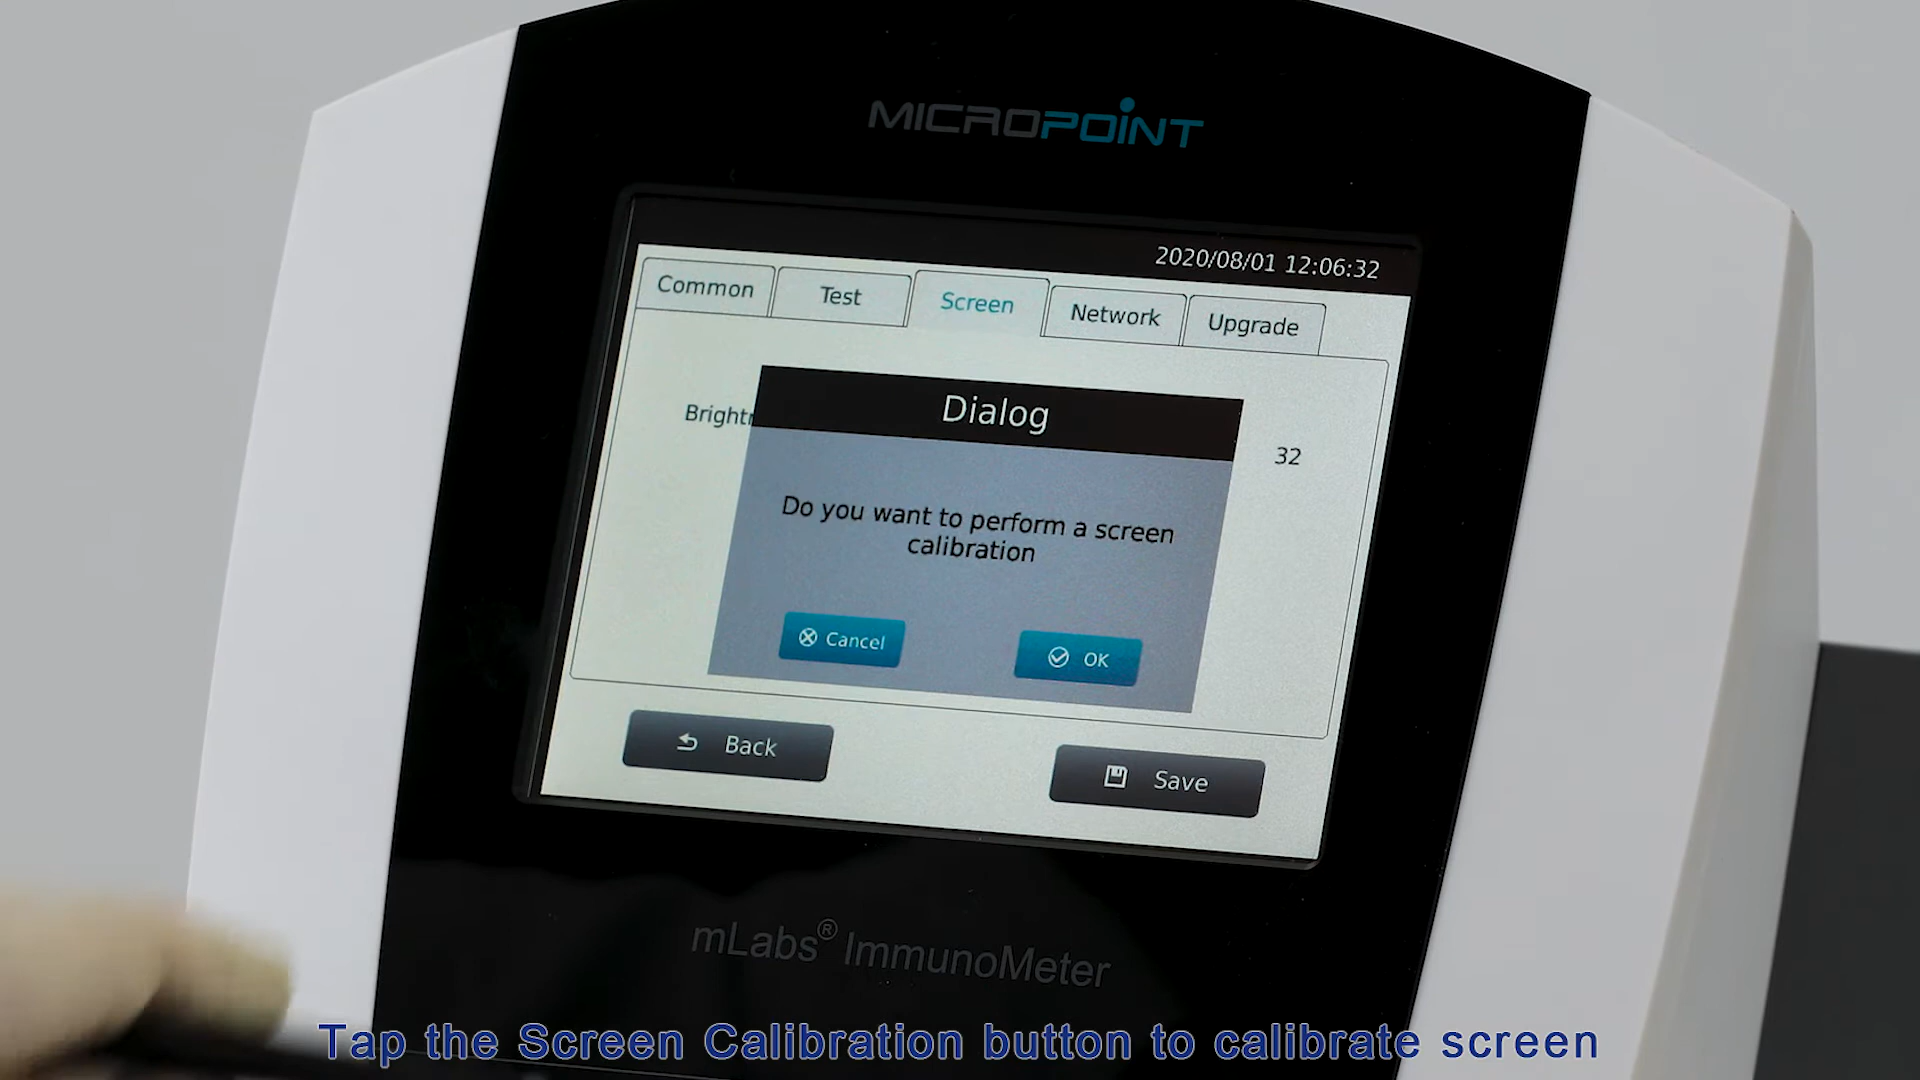 MICROPOINT
2020/08/01 12:06:32
Common Test Screen Network Upgrade
Dialog
32
Do you want to perform a screen
calibration
Cancel OK
Back Save
mLabs® ImmunoMeter
Tap the Screen Calibration button to calibrate screen